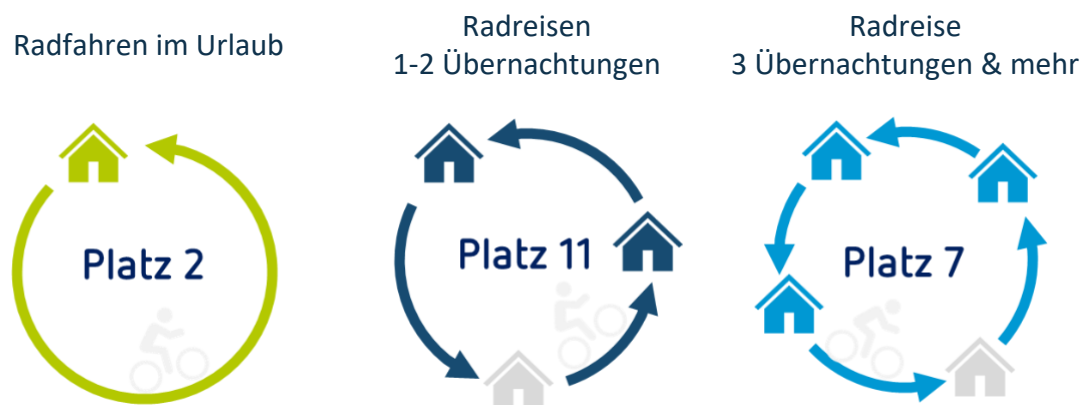 Radfahren im Urlaub
Radreisen
1-2 Übernachtungen
Radreise
3 Übernachtungen & mehr
Platz 2
Platz 11
Platz 7